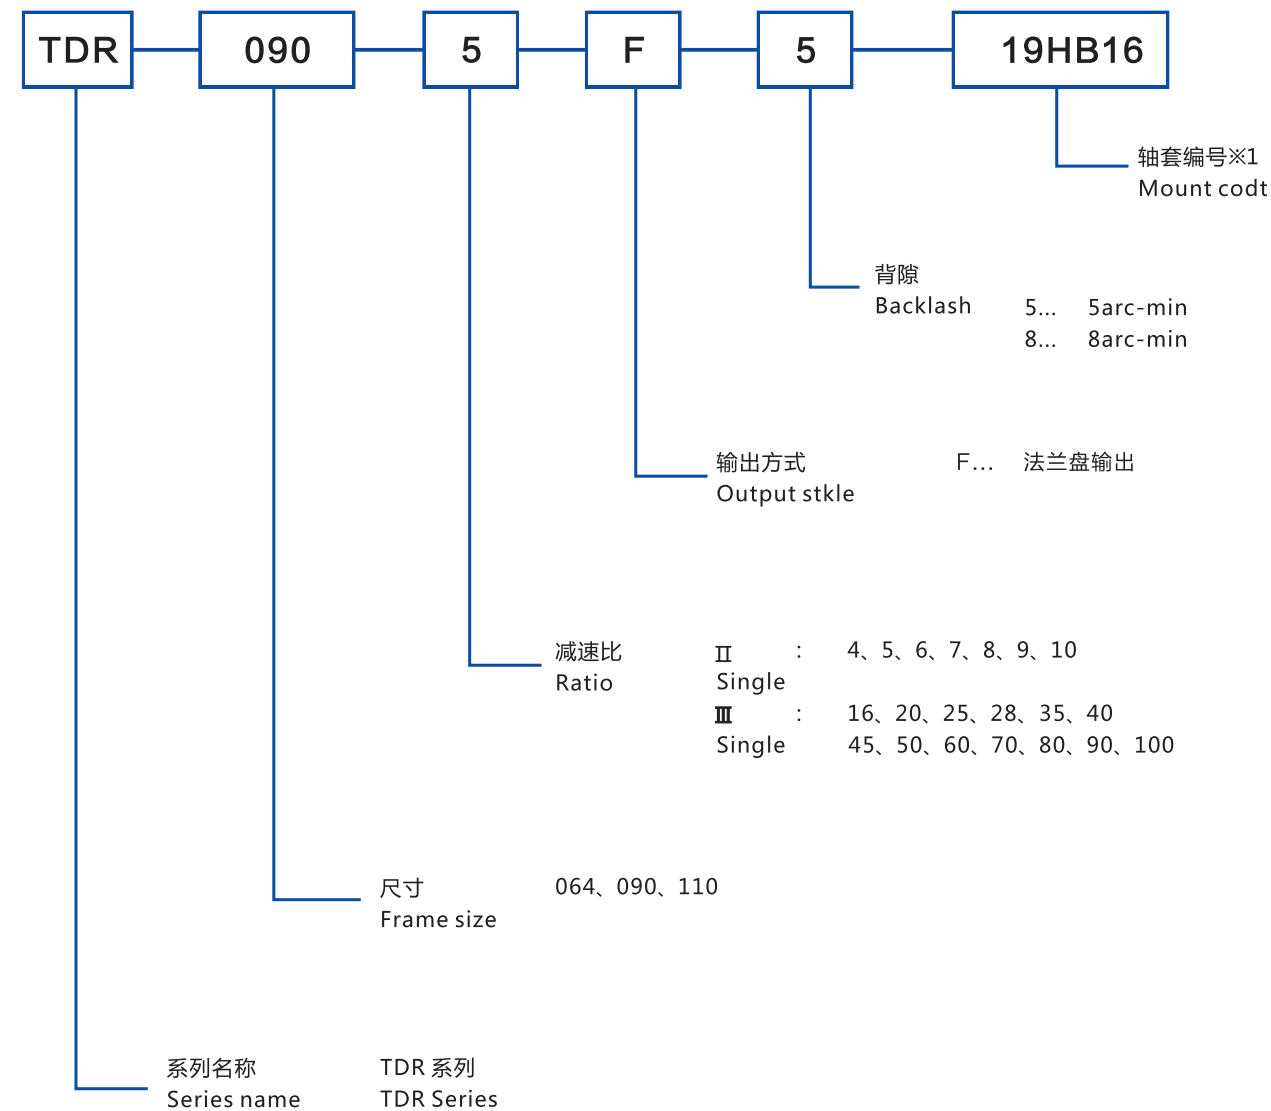 TDR 090 5 F 5 19HB16
轴套编号※1
Mount codt
背隙
Backlash 5... 5arc-min
8... 8arc-min
输出方式 F... 法兰盘输出
Output stkle
减速比 Ⅱ : 4、5、6、7、8、9、10
Ratio Single
Ⅲ : 16、20、25、28、35、40
Single 45、50、60、70、80、90、100
尺寸 064、090、110
Frame size
系列名称 TDR 系列
Series name TDR Series